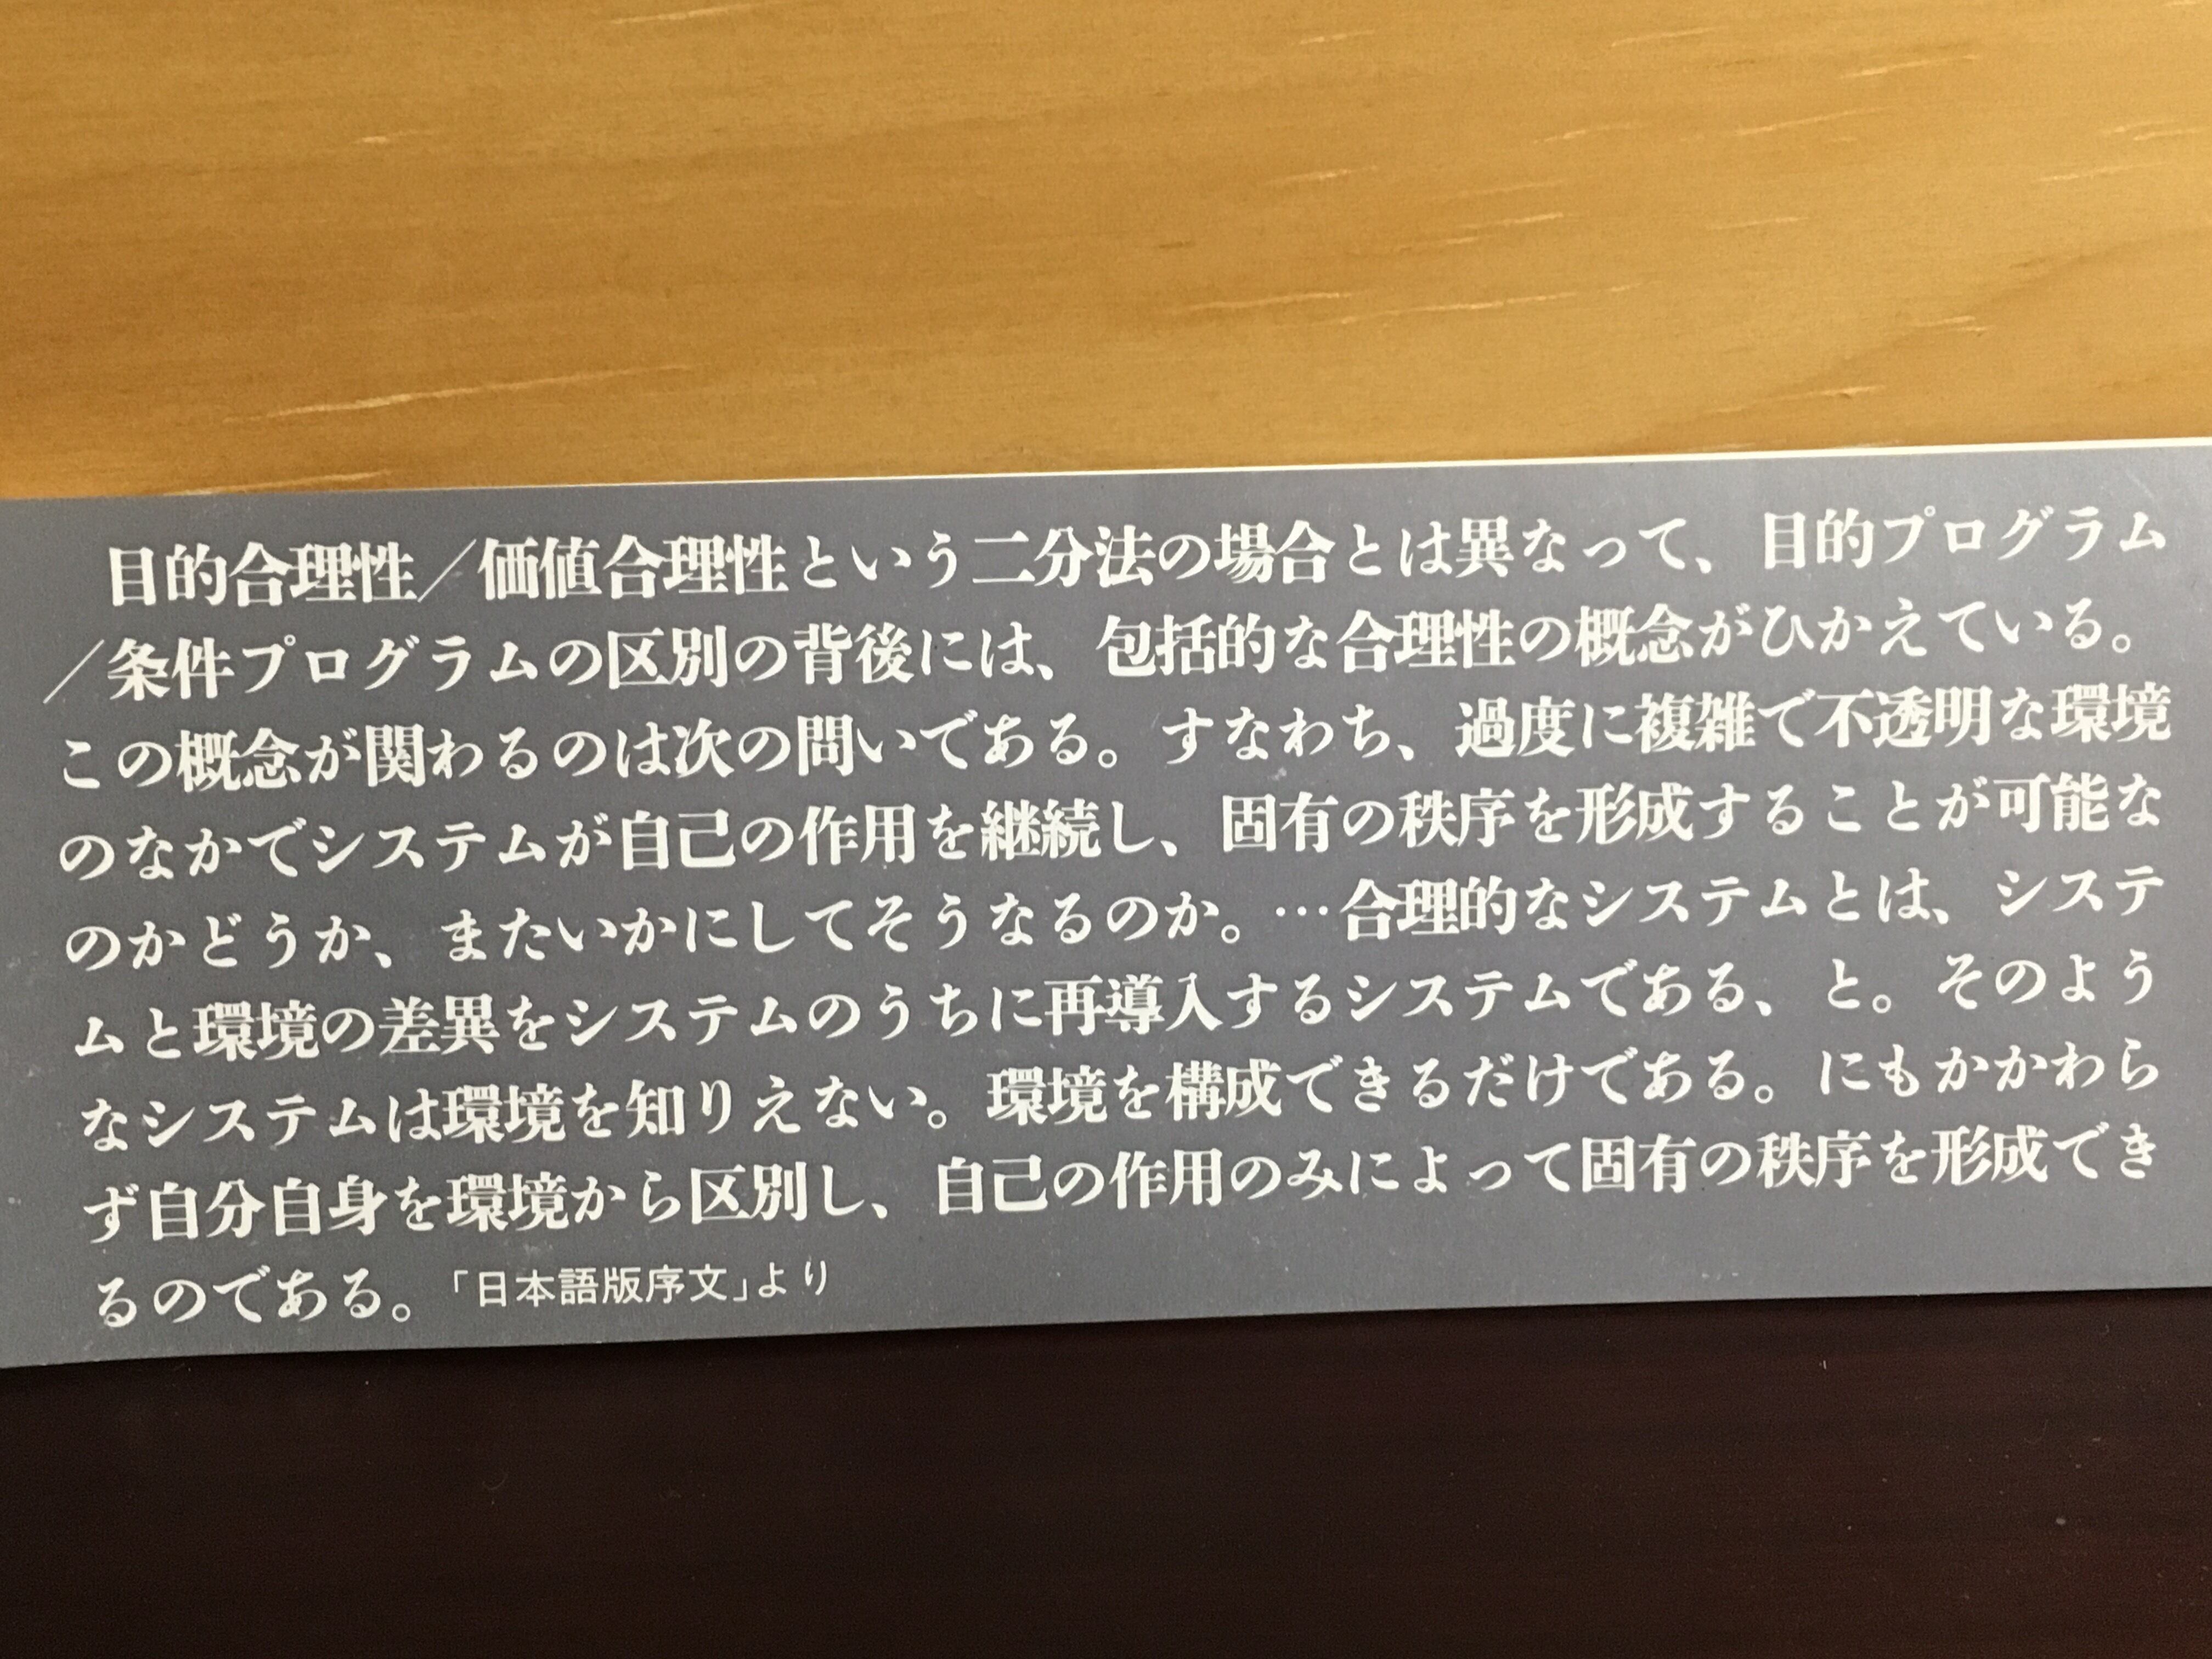 目的合理性／価値合理性という二分法の場合とは異なって、目的プログラム
／条件プログラムの区別の背後には、包括的な合理性の概念がひかえている。
この概念が関わるのは次の問いである。すなわち、過度に複雑で不透明な環境
のなかでシステムが自己の作用を継続し、固有の秩序を形成することが可能な
のかどうか、またいかにしてそうなるのか。…合理的なシステムとは、システ
ムと環境の差異をシステムのうちに再導入するシステムである、と。そのよう
なシステムは環境を知りえない。環境を構成できるだけである。にもかかわら
ず自分自身を環境から区別し、自己の作用のみによって固有の秩序を形成でき
るのである。「日本語版序文」より